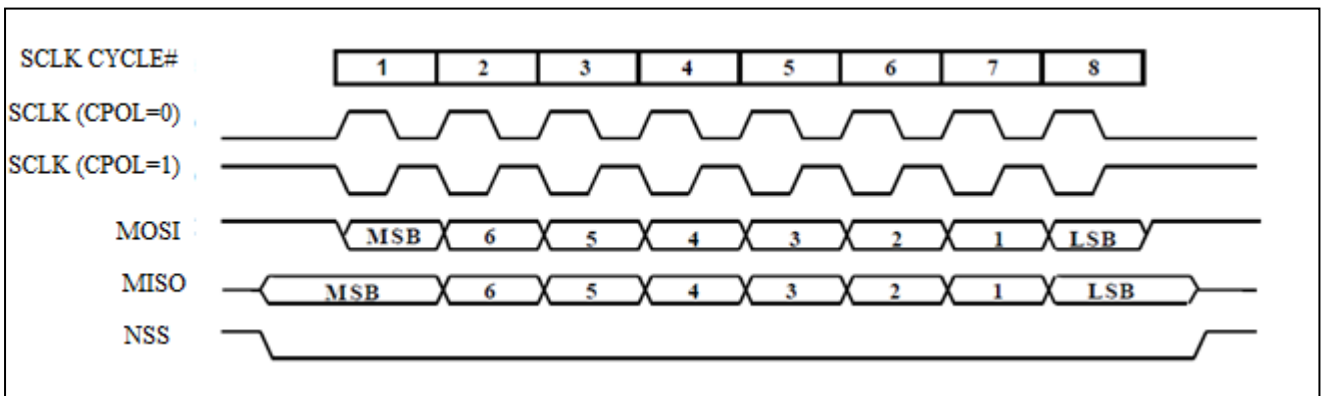 SCLK CYCLE# 1 2 3 4 5 6 7 8
SCLK (CPOL=0)
SCLK (CPOL=1)
MOSI MSB 6 5 4 3 2 1 LSB
MISO MSB 6 5 4 3 2 1 LSB
NSS